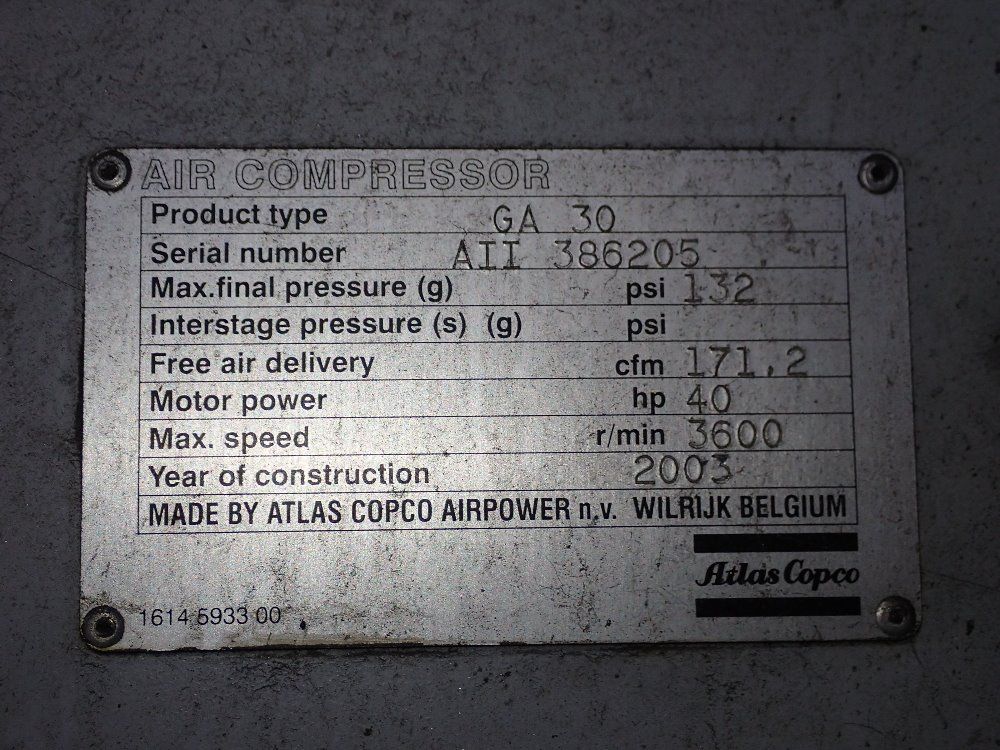 AIR COMPRESSOR
Product type GA 30
Serial number AII 386205
Max.final pressure (g) psi 132
Interstage pressure (s) (g) psi
Free air delivery cfm 171.2
Motor power hp 40
Max. speed r/min 3600
Year of construction 2003
MADE BY ATLAS COPCO AIRPOWER n.v. WILRIJK BELGIUM
Atlas Copco
1614 5933 00